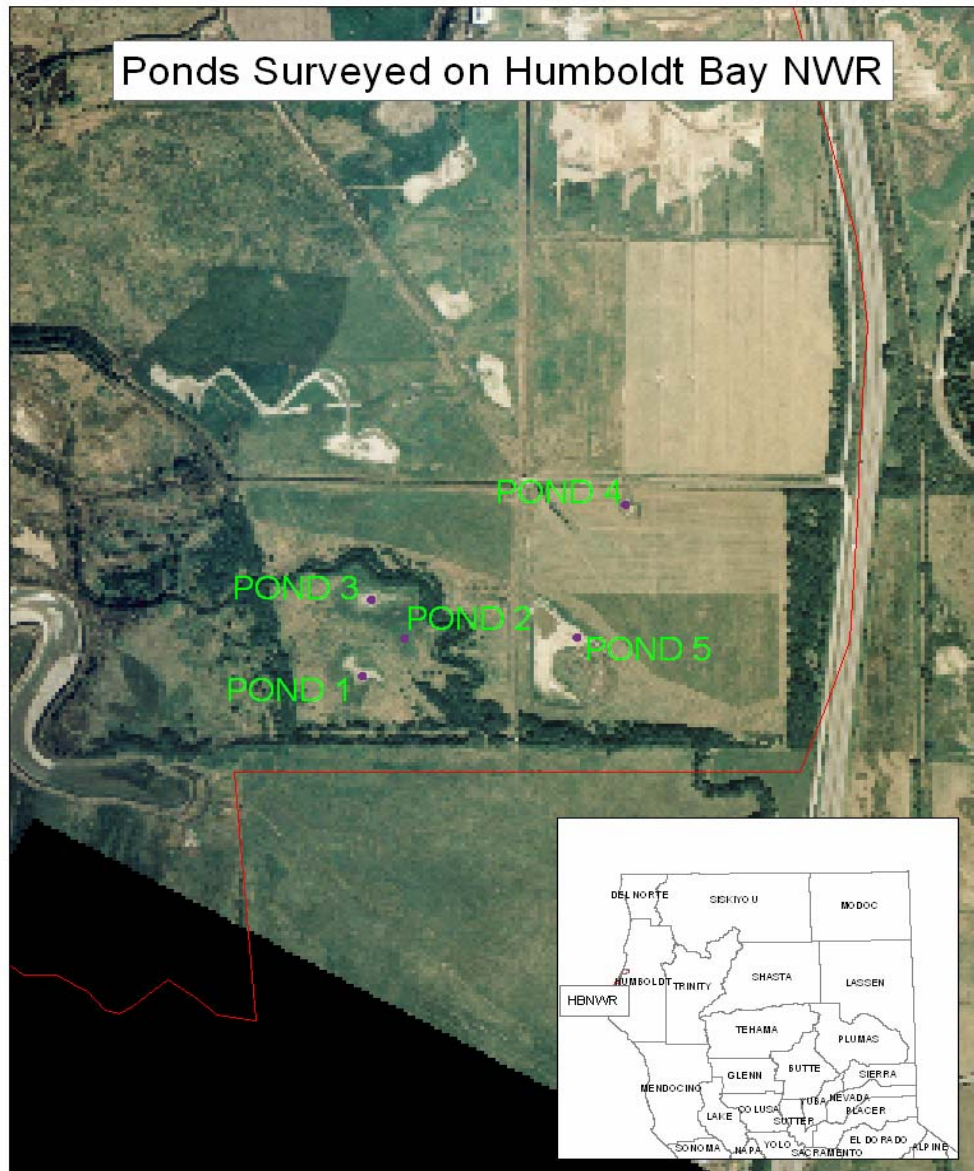 Ponds Surveyed on Humboldt Bay NWR
POND 4
POND 3
POND 2
POND 5
POND 1
DEL NORTE
SISKIYOU
MODOC
HUMBOLDT
TRINITY
SHASTA
LASSEN
HBNWR
TEHAMA
PLUMAS
GLENN
BUTTE
SIERRA
MENDOCINO
COLUSA
YUBA
NEVADA
LAKE
SUTTER
PLACER
SONOMA
NAPA
YOLO
SACRAMENTO
EL DORADO
ALPINE